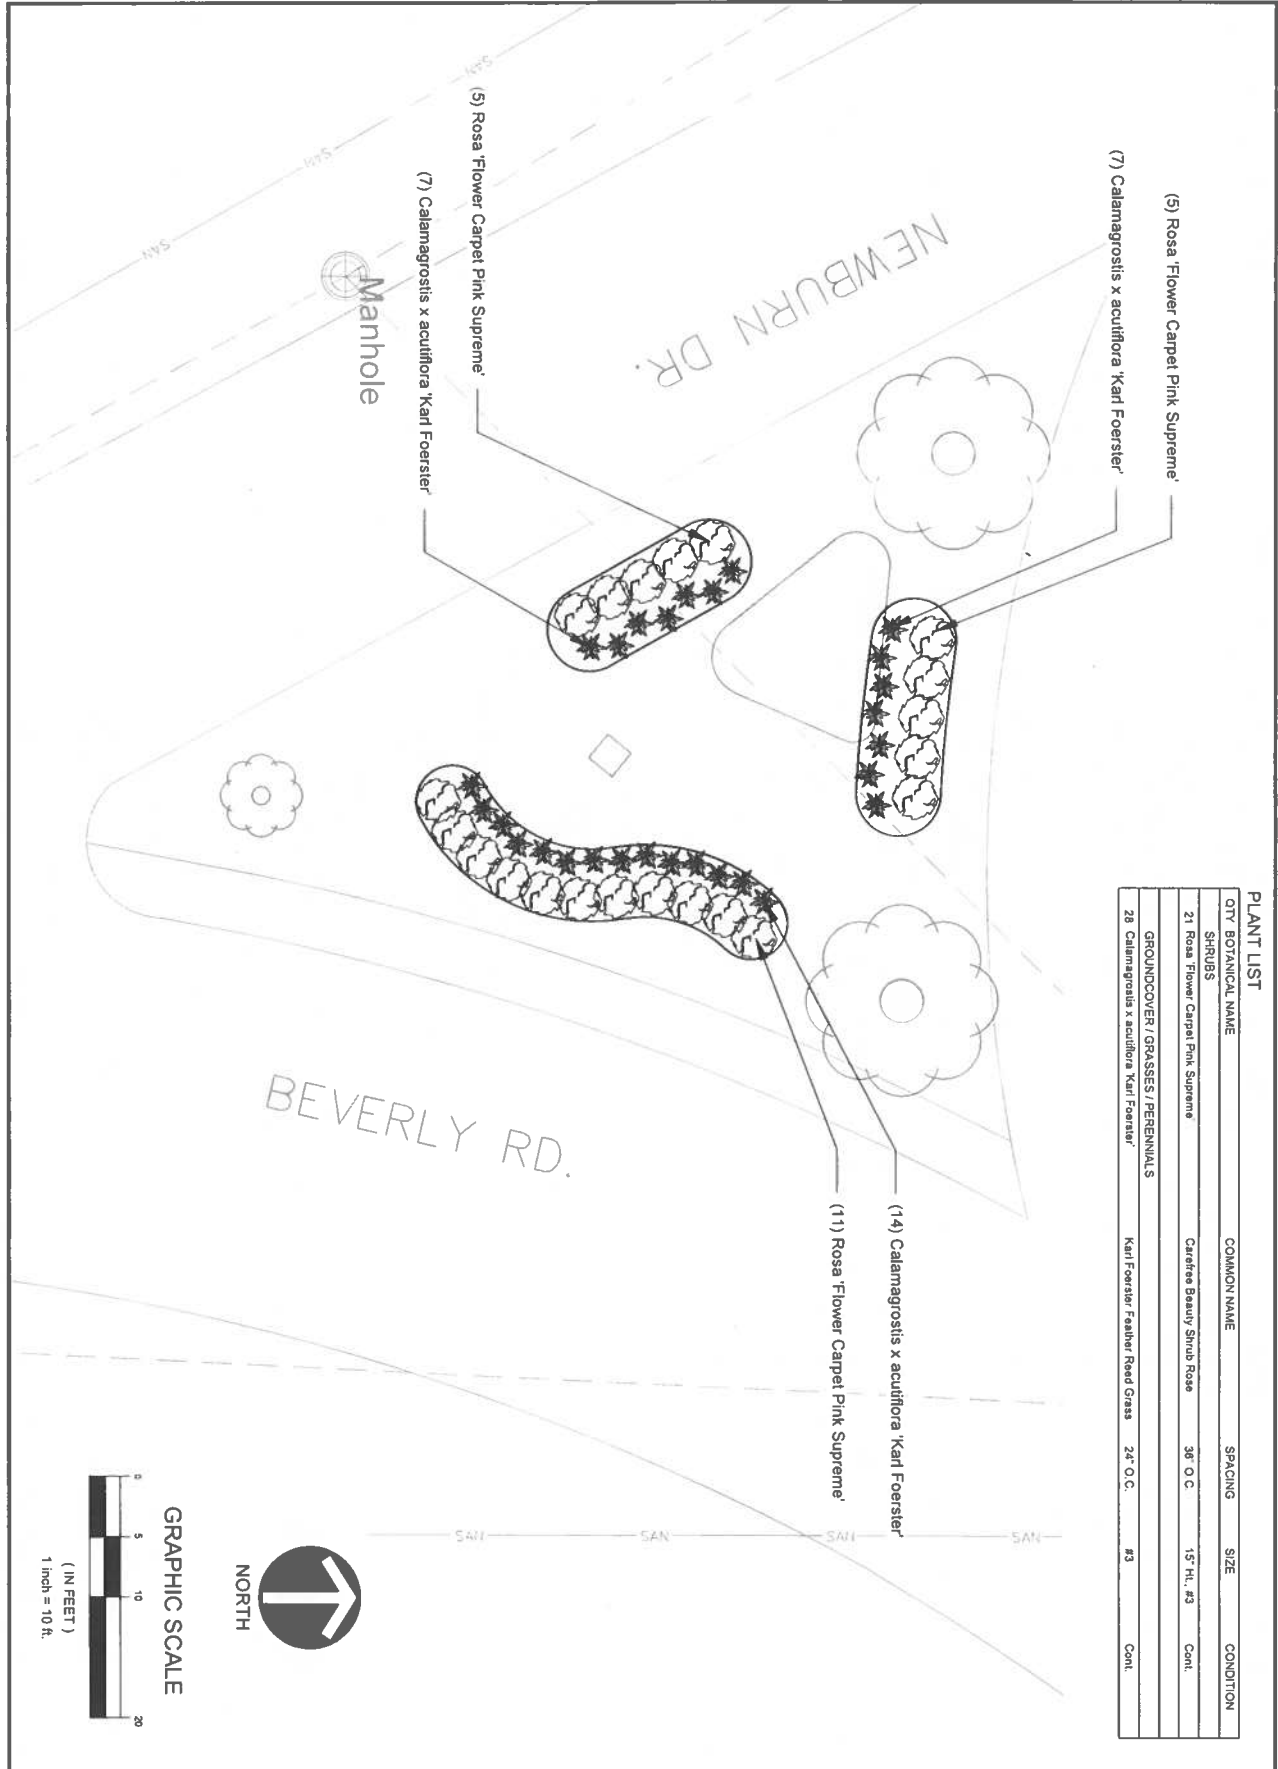 PLANT LIST
QTY BOTANICAL NAME COMMON NAME SPACING SIZE CONDITION
SHRUBS
21 Rosa 'Flower Carpet Pink Supreme' Carefree Beauty Shrub Rose 36" O.C 15" Ht., #3 Cont.
GROUNDCOVER / GRASSES / PERENNIALS
28 Calamagrostis x acutiflora 'Karl Foerster' Karl Foerster Feather Reed Grass 24" O.C. #3 Cont.
(5) Rosa 'Flower Carpet Pink Supreme'
(7) Calamagrostis x acutiflora 'Karl Foerster'
NEWBURN DR.
(5) Rosa 'Flower Carpet Pink Supreme'
(7) Calamagrostis x acutiflora 'Karl Foerster'
Manhole
SAN
SAN
SAN
(14) Calamagrostis x acutiflora 'Karl Foerster'
(11) Rosa 'Flower Carpet Pink Supreme'
BEVERLY RD.
SAN
SAN
SAN
SAN
NORTH
GRAPHIC SCALE
0 5 10 20
( IN FEET )
1 inch = 10 ft.